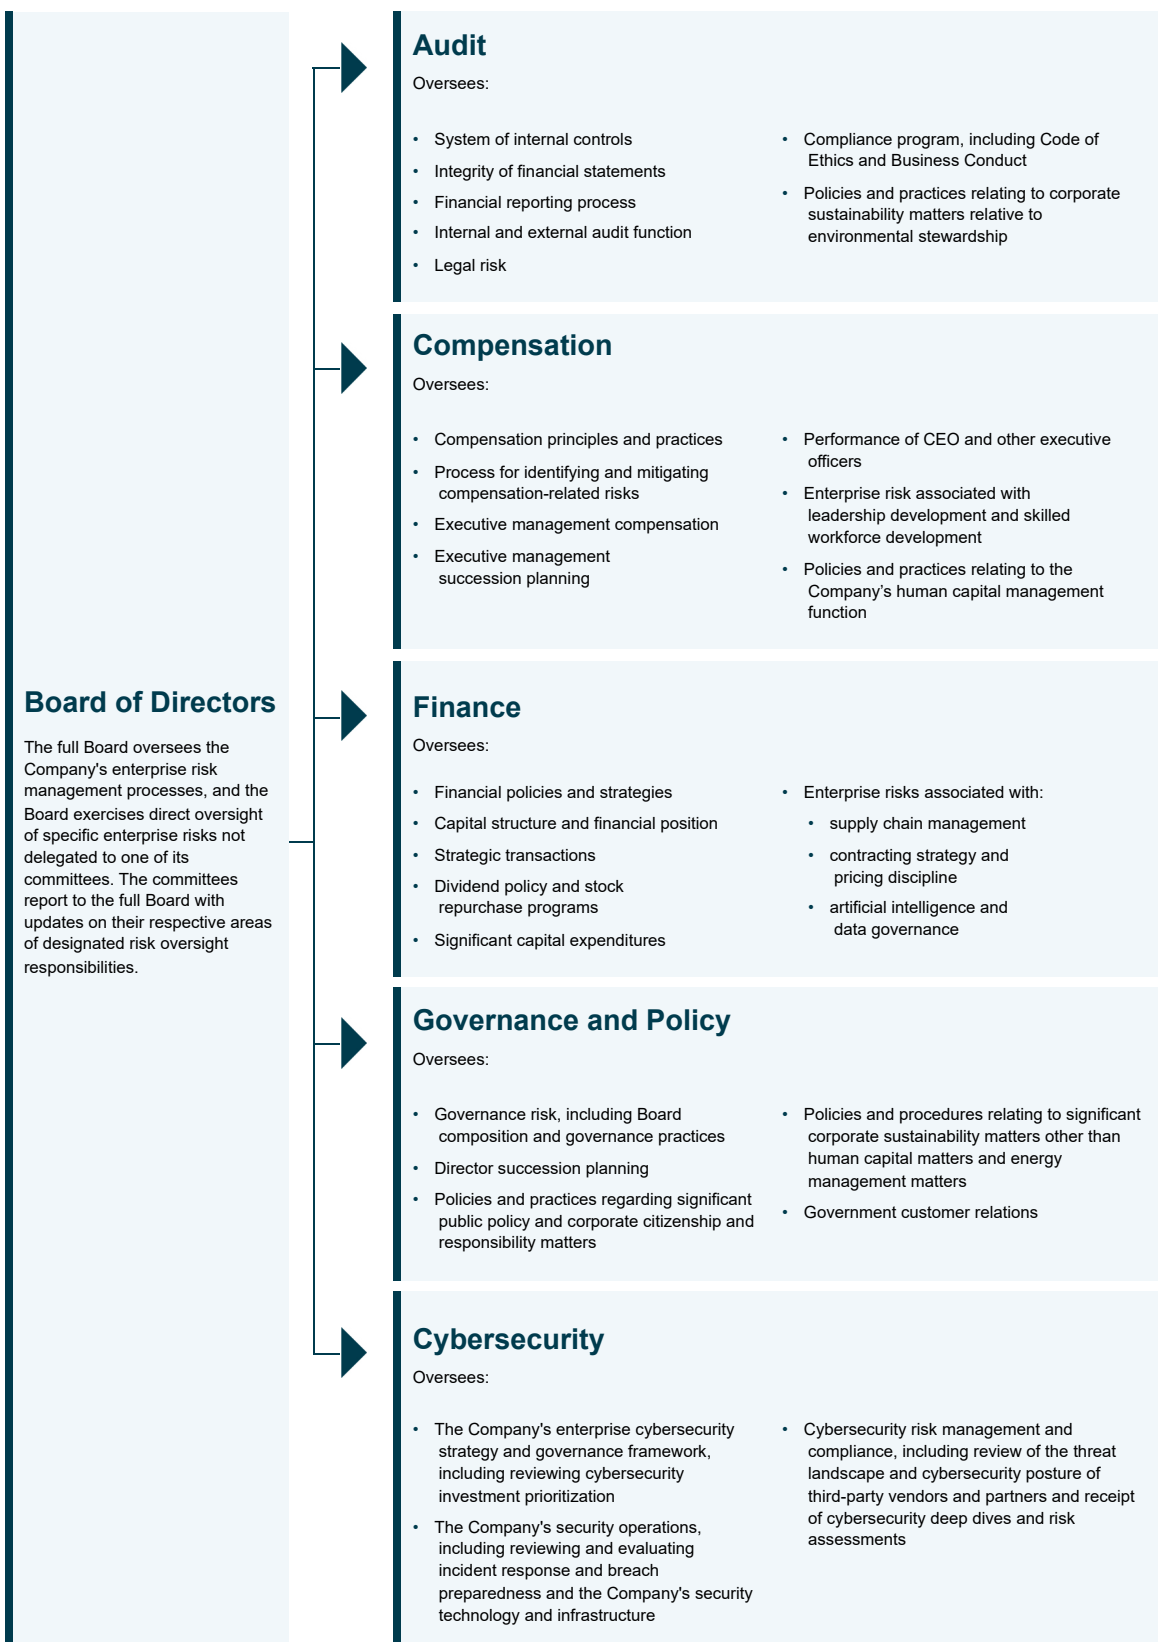 Board of Directors
The full Board oversees the
Company's enterprise risk
management processes, and the
Board exercises direct oversight
of specific enterprise risks not
delegated to one of its
committees. The committees
report to the full Board with
updates on their respective areas
of designated risk oversight
responsibilities.
Audit
Oversees:
• System of internal controls
• Integrity of financial statements
• Financial reporting process
• Internal and external audit function
• Legal risk
• Compliance program, including Code of
Ethics and Business Conduct
• Policies and practices relating to corporate
sustainability matters relative to
environmental stewardship
Compensation
Oversees:
• Compensation principles and practices
• Process for identifying and mitigating
compensation-related risks
• Executive management compensation
• Executive management
succession planning
• Performance of CEO and other executive
officers
• Enterprise risk associated with
leadership development and skilled
workforce development
• Policies and practices relating to the
Company’s human capital management
function
Finance
Oversees:
• Financial policies and strategies
• Capital structure and financial position
• Strategic transactions
• Dividend policy and stock
repurchase programs
• Significant capital expenditures
• Enterprise risks associated with:
• supply chain management
• contracting strategy and
pricing discipline
• artificial intelligence and
data governance
Governance and Policy
Oversees:
• Governance risk, including Board
composition and governance practices
• Director succession planning
• Policies and practices regarding significant
public policy and corporate citizenship and
responsibility matters
• Policies and procedures relating to significant
corporate sustainability matters other than
human capital matters and energy
management matters
• Government customer relations
Cybersecurity
Oversees:
• The Company's enterprise cybersecurity
strategy and governance framework,
including reviewing cybersecurity
investment prioritization
• The Company's security operations,
including reviewing and evaluating
incident response and breach
preparedness and the Company's security
technology and infrastructure
• Cybersecurity risk management and
compliance, including review of the threat
landscape and cybersecurity posture of
third-party vendors and partners and receipt
of cybersecurity deep dives and risk
assessments